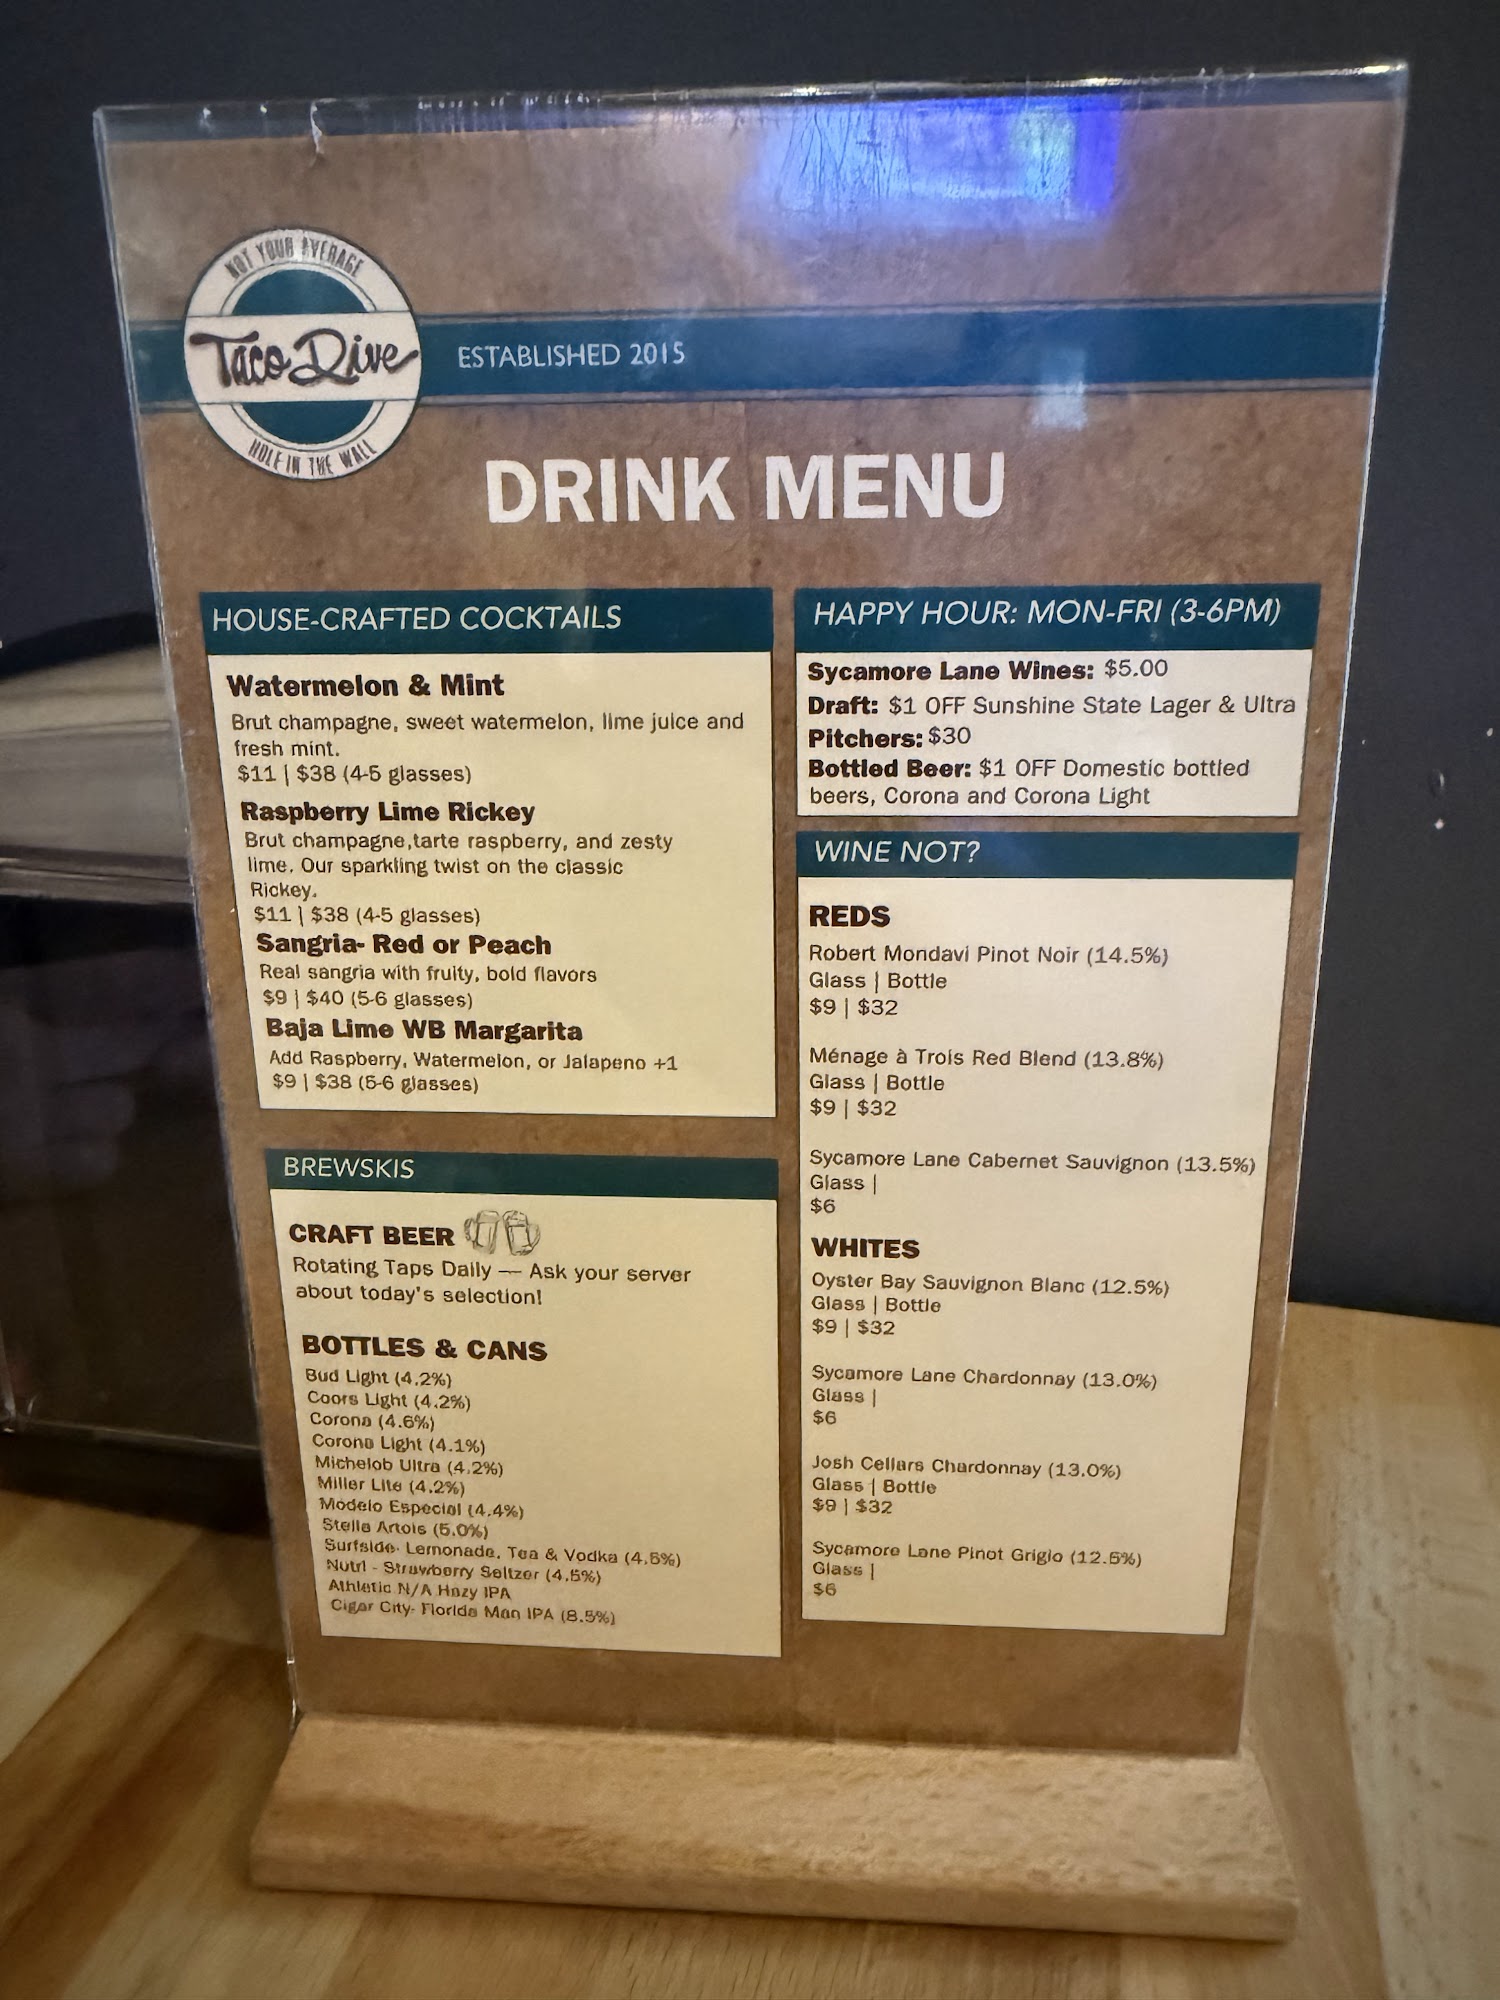 NOT YOUR AVERAGE
Taco Dive
HOLE IN THE WALL
ESTABLISHED 2015
DRINK MENU
HOUSE-CRAFTED COCKTAILS
Watermelon & Mint
Brut champagne, sweet watermelon, lime juice and
fresh mint.
$11 | $38 (4-5 glasses)
Raspberry Lime Rickey
Brut champagne,tarte raspberry, and zesty
lime. Our sparkling twist on the classic
Rickey.
$11 | $38 (4-5 glasses)
Sangria- Red or Peach
Real sangria with fruity, bold flavors
$9 | $40 (5-6 glasses)
Baja Lime WB Margarita
Add Raspberry, Watermelon, or Jalapeno +1
$9 | $38 (5-6 glasses)
BREWSKIS
CRAFT BEER
Rotating Taps Daily — Ask your server
about today's selection!
BOTTLES & CANS
Bud Light (4.2%)
Coors Light (4.2%)
Corona (4.6%)
Corona Light (4.1%)
Michelob Ultra (4.2%)
Miller Lite (4.2%)
Modelo Especial (4.4%)
Stella Artois (5.0%)
Surfside- Lemonade, Tea & Vodka (4.5%)
Nutrl - Strawberry Seltzer (4.5%)
Athletic N/A Hazy IPA
Cigar City- Florida Man IPA (8.5%)
HAPPY HOUR: MON-FRI (3-6PM)
Sycamore Lane Wines: $5.00
Draft: $1 OFF Sunshine State Lager & Ultra
Pitchers: $30
Bottled Beer: $1 OFF Domestic bottled
beers, Corona and Corona Light
WINE NOT?
REDS
Robert Mondavi Pinot Noir (14.5%)
Glass | Bottle
$9 | $32
Ménage à Trois Red Blend (13.8%)
Glass | Bottle
$9 | $32
Sycamore Lane Cabernet Sauvignon (13.5%)
Glass |
$6
WHITES
Oyster Bay Sauvignon Blanc (12.5%)
Glass | Bottle
$9 | $32
Sycamore Lane Chardonnay (13.0%)
Glass |
$6
Josh Cellars Chardonnay (13.0%)
Glass | Bottle
$9 | $32
Sycamore Lane Pinot Grigio (12.5%)
Glass |
$6